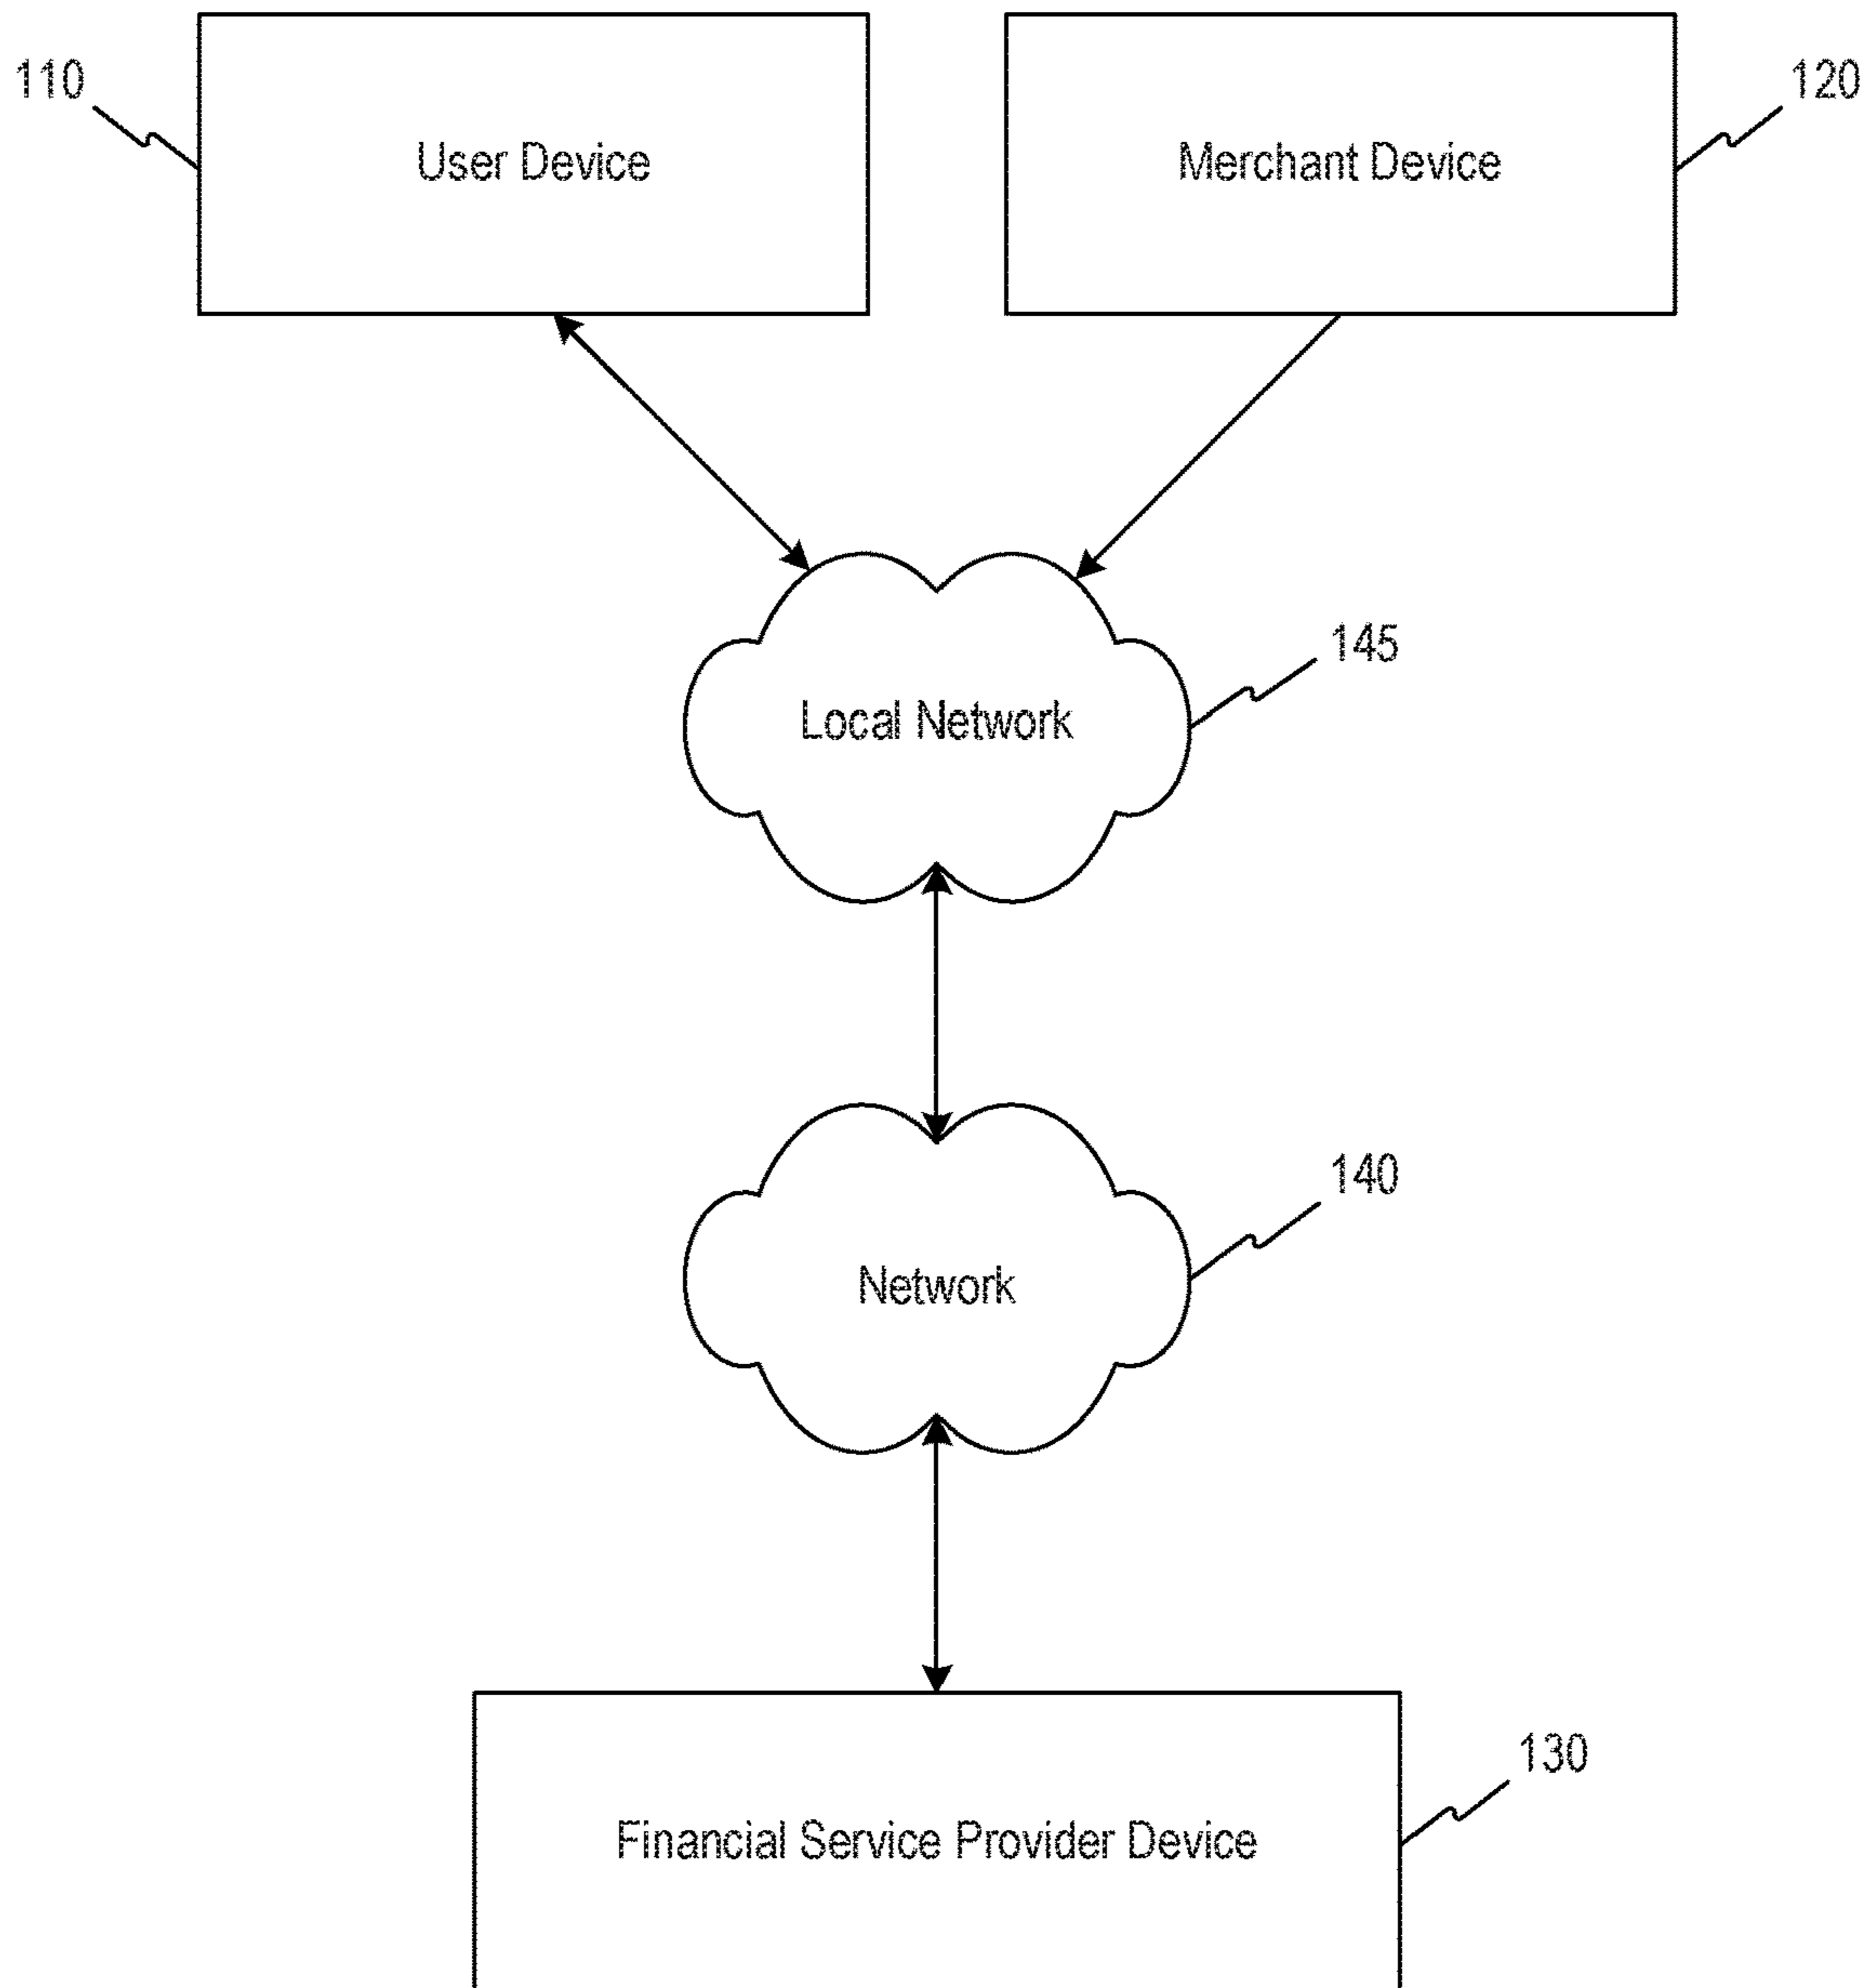 110
User Device
Merchant Device
120
Local Network
145
Network
140
Financial Service Provider Device
130